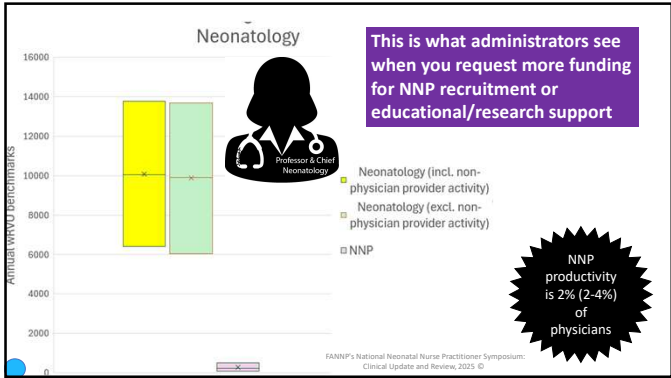 Neonatology
This is what administrators see
when you request more funding
for NNP recruitment or
educational/research support
16000
14000
12000
10000
8000
6000
4000
2000
0
Annual wRVU benchmarks
Professor & Chief
Neonatology
Neonatology (incl. non-
physician provider activity)
Neonatology (excl. non-
physician provider activity)
NNP
NNP
productivity
is 2% (2-4%)
of
physicians
FANNP's National Neonatal Nurse Practitioner Symposium:
Clinical Update and Review, 2025 ©